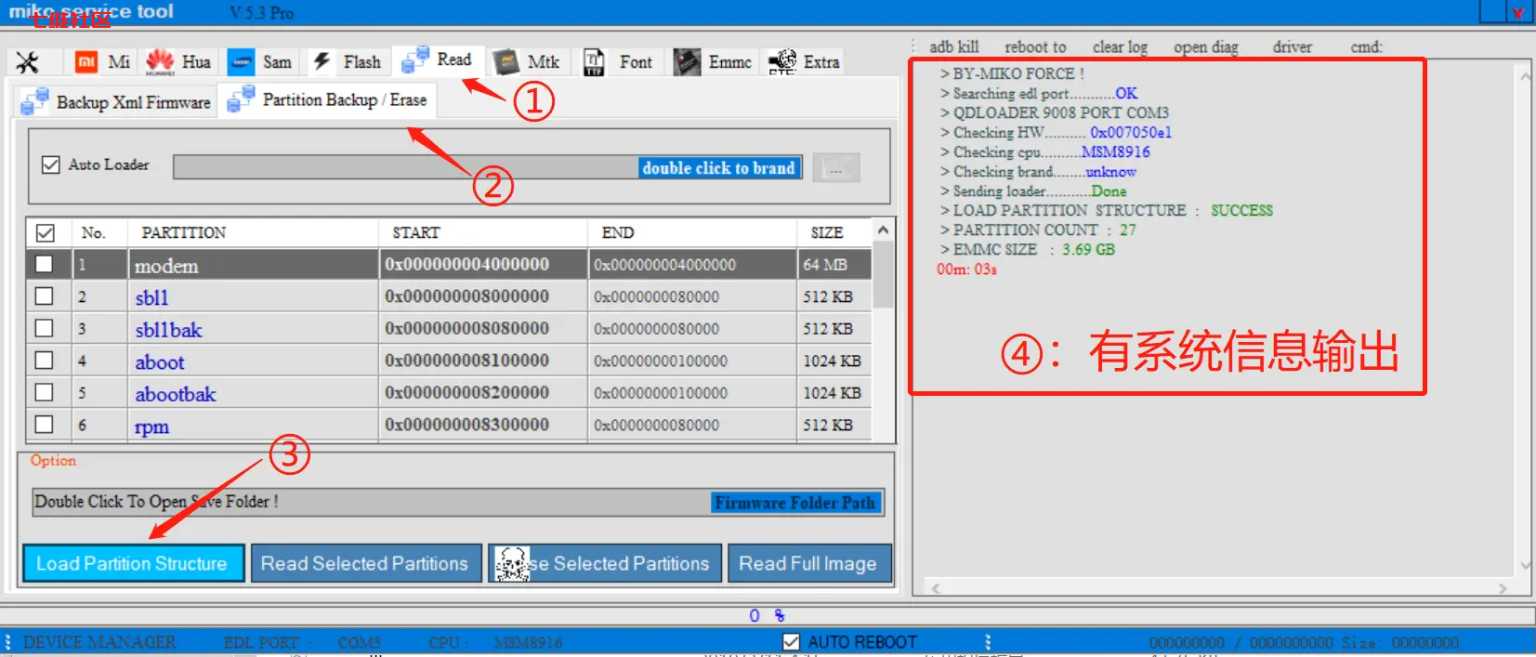 miko service tool V 5.3 Pro
Mi Hua Sam Flash Read Mtk Font Emmc Extra
adb kill reboot to clear log open diag driver cmd:
Backup Xml Firmware Partition Backup / Erase
①
②
Auto Loader double click to brand ...
No. PARTITION START END SIZE
1 modem 0x000000004000000 0x000000004000000 64 MB
2 sbl1 0x000000008000000 0x0000000080000 512 KB
3 sbl1bak 0x000000008080000 0x0000000080000 512 KB
4 aboot 0x000000008100000 0x0000000100000 1024 KB
5 abootbak 0x000000008200000 0x0000000100000 1024 KB
6 rpm 0x000000008300000 0x0000000080000 512 KB
③
Option
Double Click To Open Save Folder ! Firmware Folder Path
Load Partition Structure Read Selected Partitions se Selected Partitions Read Full Image
> BY-MIKO FORCE !
> Searching edl port...........OK
> QDLOADER 9008 PORT COM3
> Checking HW.......... 0x007050e1
> Checking cpu..........MSM8916
> Checking brand........unknow
> Sending loader...........Done
> LOAD PARTITION STRUCTURE : SUCCESS
> PARTITION COUNT : 27
> EMMC SIZE : 3.69 GB
00m: 03s
④：有系统信息输出
0 %
DEVICE MANAGER EDL PORT : COM3 CPU : MSM8916 AUTO REBOOT 000000000 / 0000000000 Size: 00000000